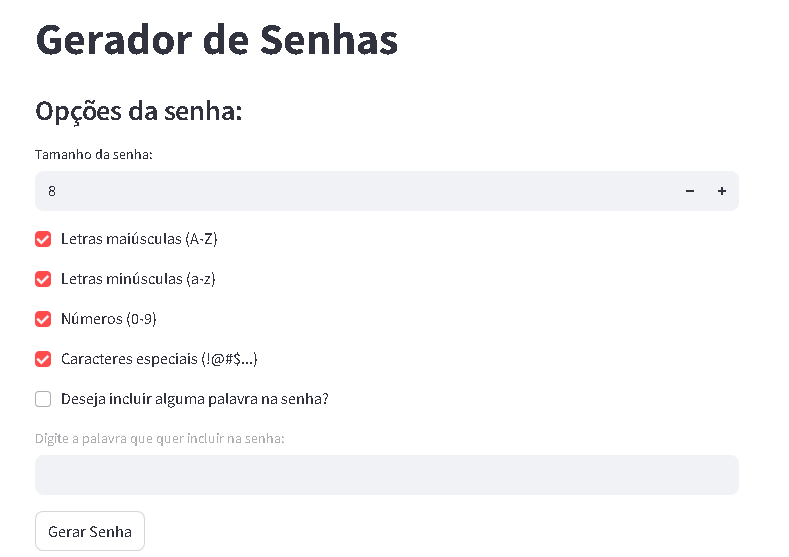 Gerador de Senhas
Opções da senha:
Tamanho da senha:
8 − +
Letras maiúsculas (A-Z)
Letras minúsculas (a-z)
Números (0-9)
Caracteres especiais (!@#$...)
Deseja incluir alguma palavra na senha?
Digite a palavra que quer incluir na senha:
Gerar Senha